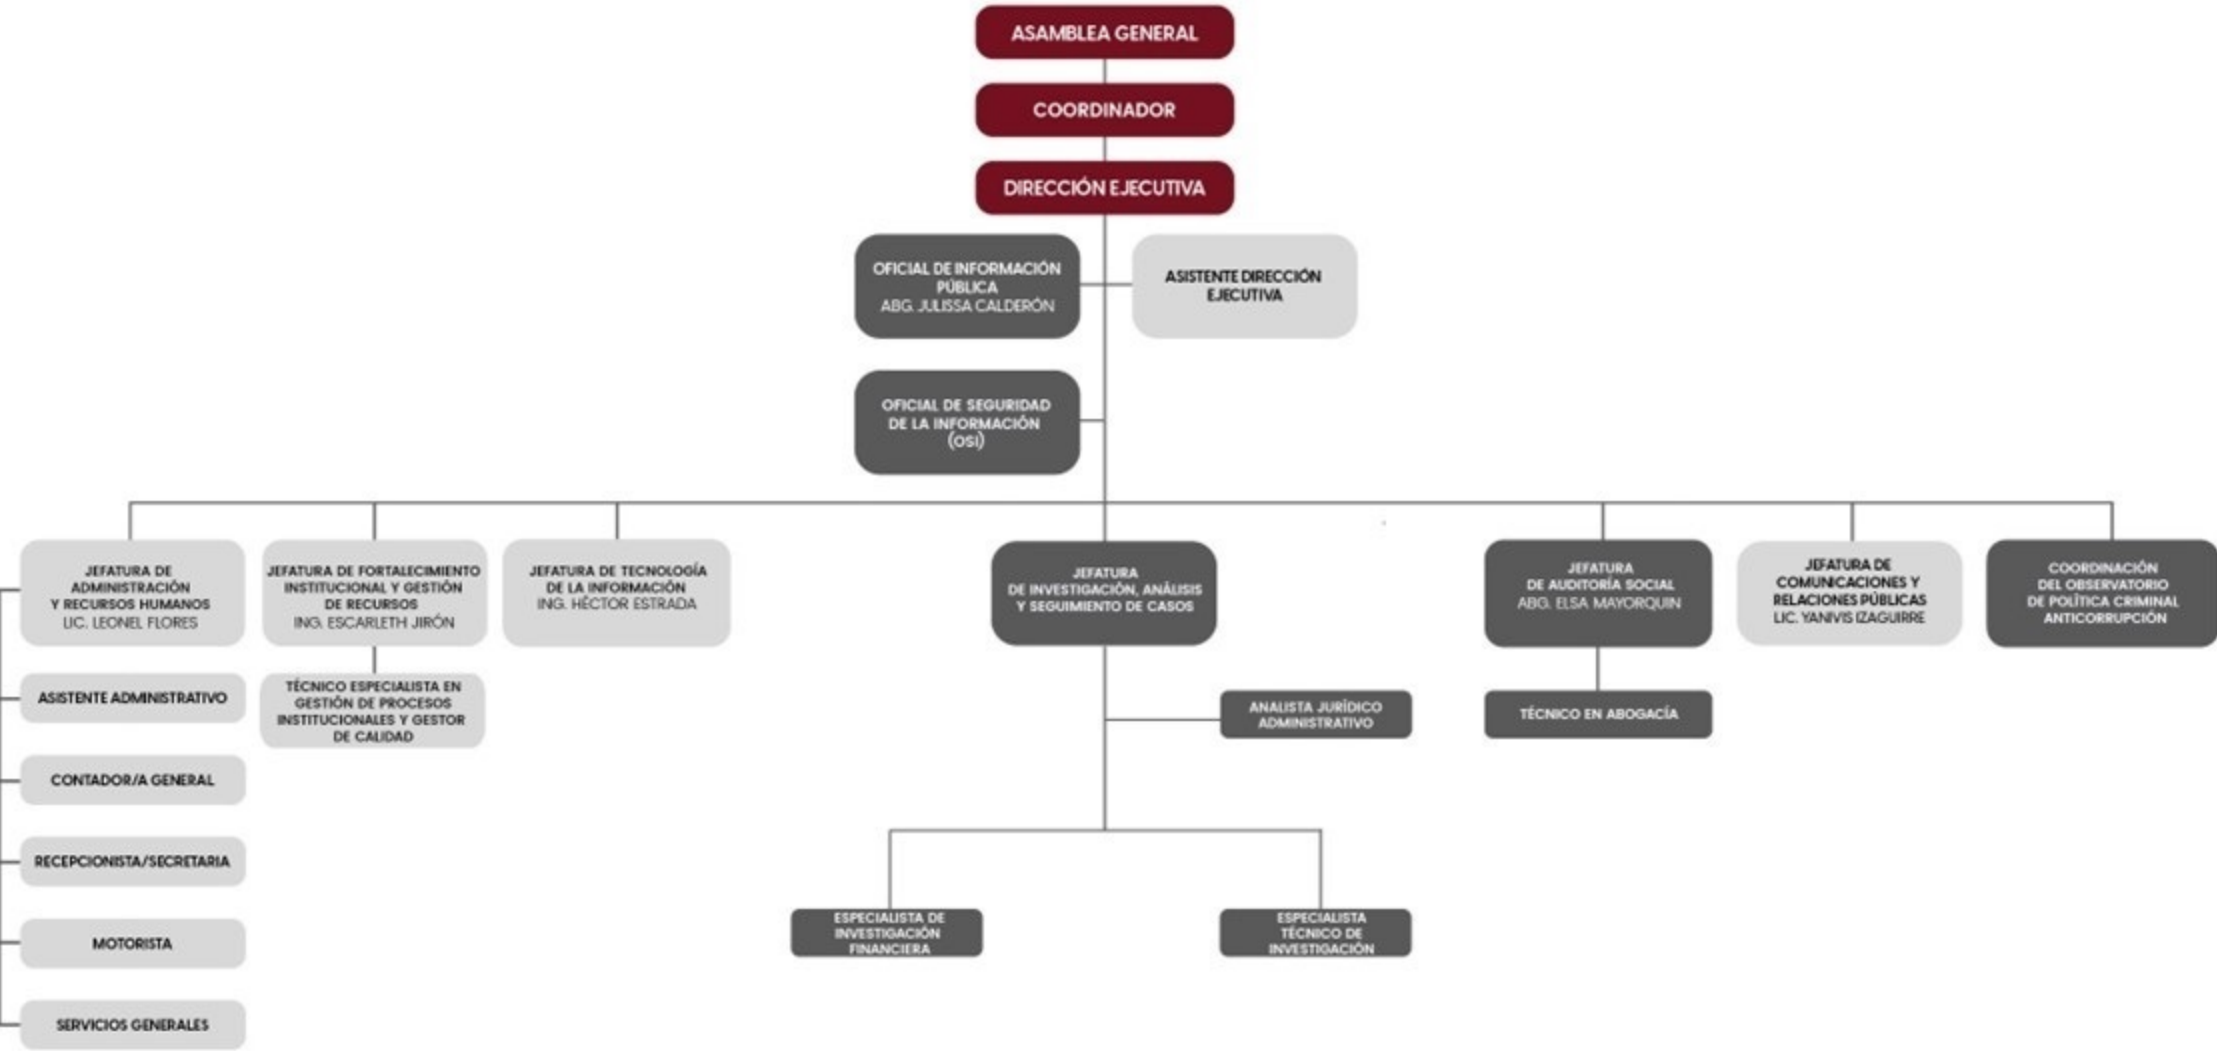 ASAMBLEA GENERAL
COORDINADOR
DIRECCIÓN EJECUTIVA
OFICIAL DE INFORMACIÓN
PÚBLICA
ABG. JULISSA CALDERÓN
ASISTENTE DIRECCIÓN
EJECUTIVA
OFICIAL DE SEGURIDAD
DE LA INFORMACIÓN
(OSI)
JEFATURA DE
ADMINISTRACIÓN
Y RECURSOS HUMANOS
LIC. LEONEL FLORES
JEFATURA DE FORTALECIMIENTO
INSTITUCIONAL Y GESTIÓN
DE RECURSOS
ING. ESCARLETH JIRÓN
JEFATURA DE TECNOLOGÍA
DE LA INFORMACIÓN
ING. HÉCTOR ESTRADA
JEFATURA
DE INVESTIGACIÓN, ANÁLISIS
Y SEGUIMIENTO DE CASOS
JEFATURA
DE AUDITORÍA SOCIAL
ABG. ELSA MAYORQUIN
JEFATURA DE
COMUNICACIONES Y
RELACIONES PÚBLICAS
LIC. YANIVIS IZAGUIRRE
COORDINACIÓN
DEL OBSERVATORIO
DE POLÍTICA CRIMINAL
ANTICORRUPCIÓN
ASISTENTE ADMINISTRATIVO
TÉCNICO ESPECIALISTA EN
GESTIÓN DE PROCESOS
INSTITUCIONALES Y GESTOR
DE CALIDAD
ANALISTA JURÍDICO
ADMINISTRATIVO
TÉCNICO EN ABOGACÍA
CONTADOR/A GENERAL
RECEPCIONISTA/SECRETARIA
MOTORISTA
ESPECIALISTA DE
INVESTIGACIÓN
FINANCIERA
ESPECIALISTA
TÉCNICO DE
INVESTIGACIÓN
SERVICIOS GENERALES